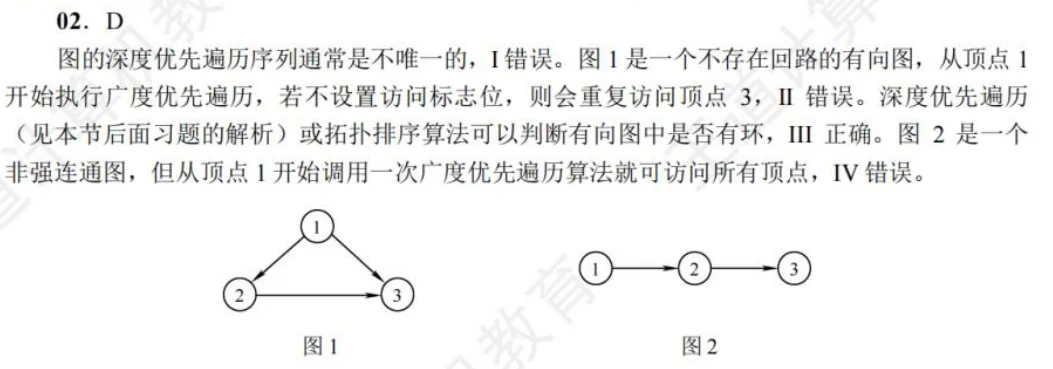 02. D
图的深度优先遍历序列通常是不唯一的，I 错误。图 1 是一个不存在回路的有向图，从顶点 1
开始执行广度优先遍历，若不设置访问标志位，则会重复访问顶点 3，II 错误。深度优先遍历
（见本节后面习题的解析）或拓扑排序算法可以判断有向图中是否有环，III 正确。图 2 是一个
非强连通图，但从顶点 1 开始调用一次广度优先遍历算法就可访问所有顶点，IV 错误。
1
2
3
图 1
1
2
3
图 2